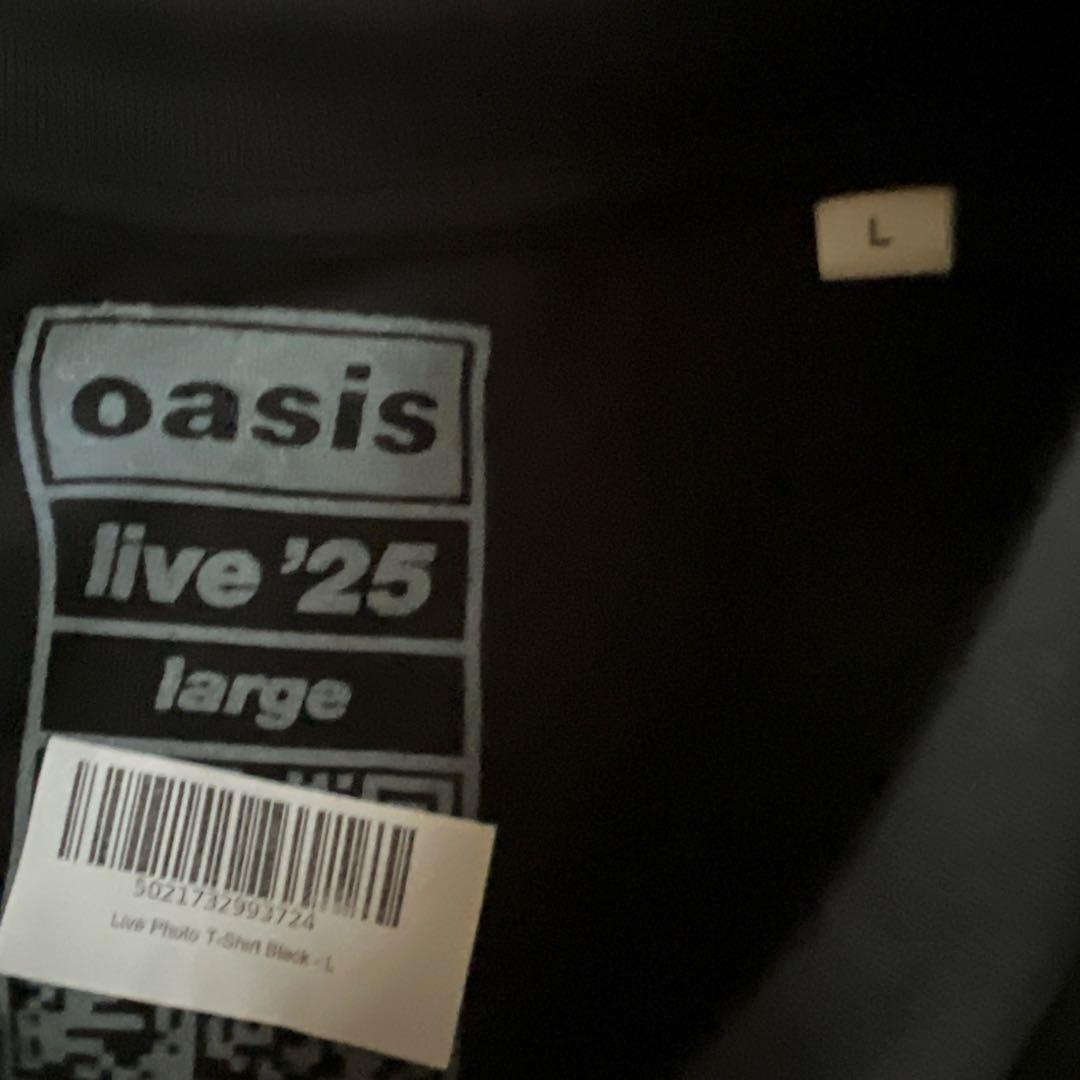 L
oasis
live '25
large
5021732993724
Live Photo T-Shirt Black - L